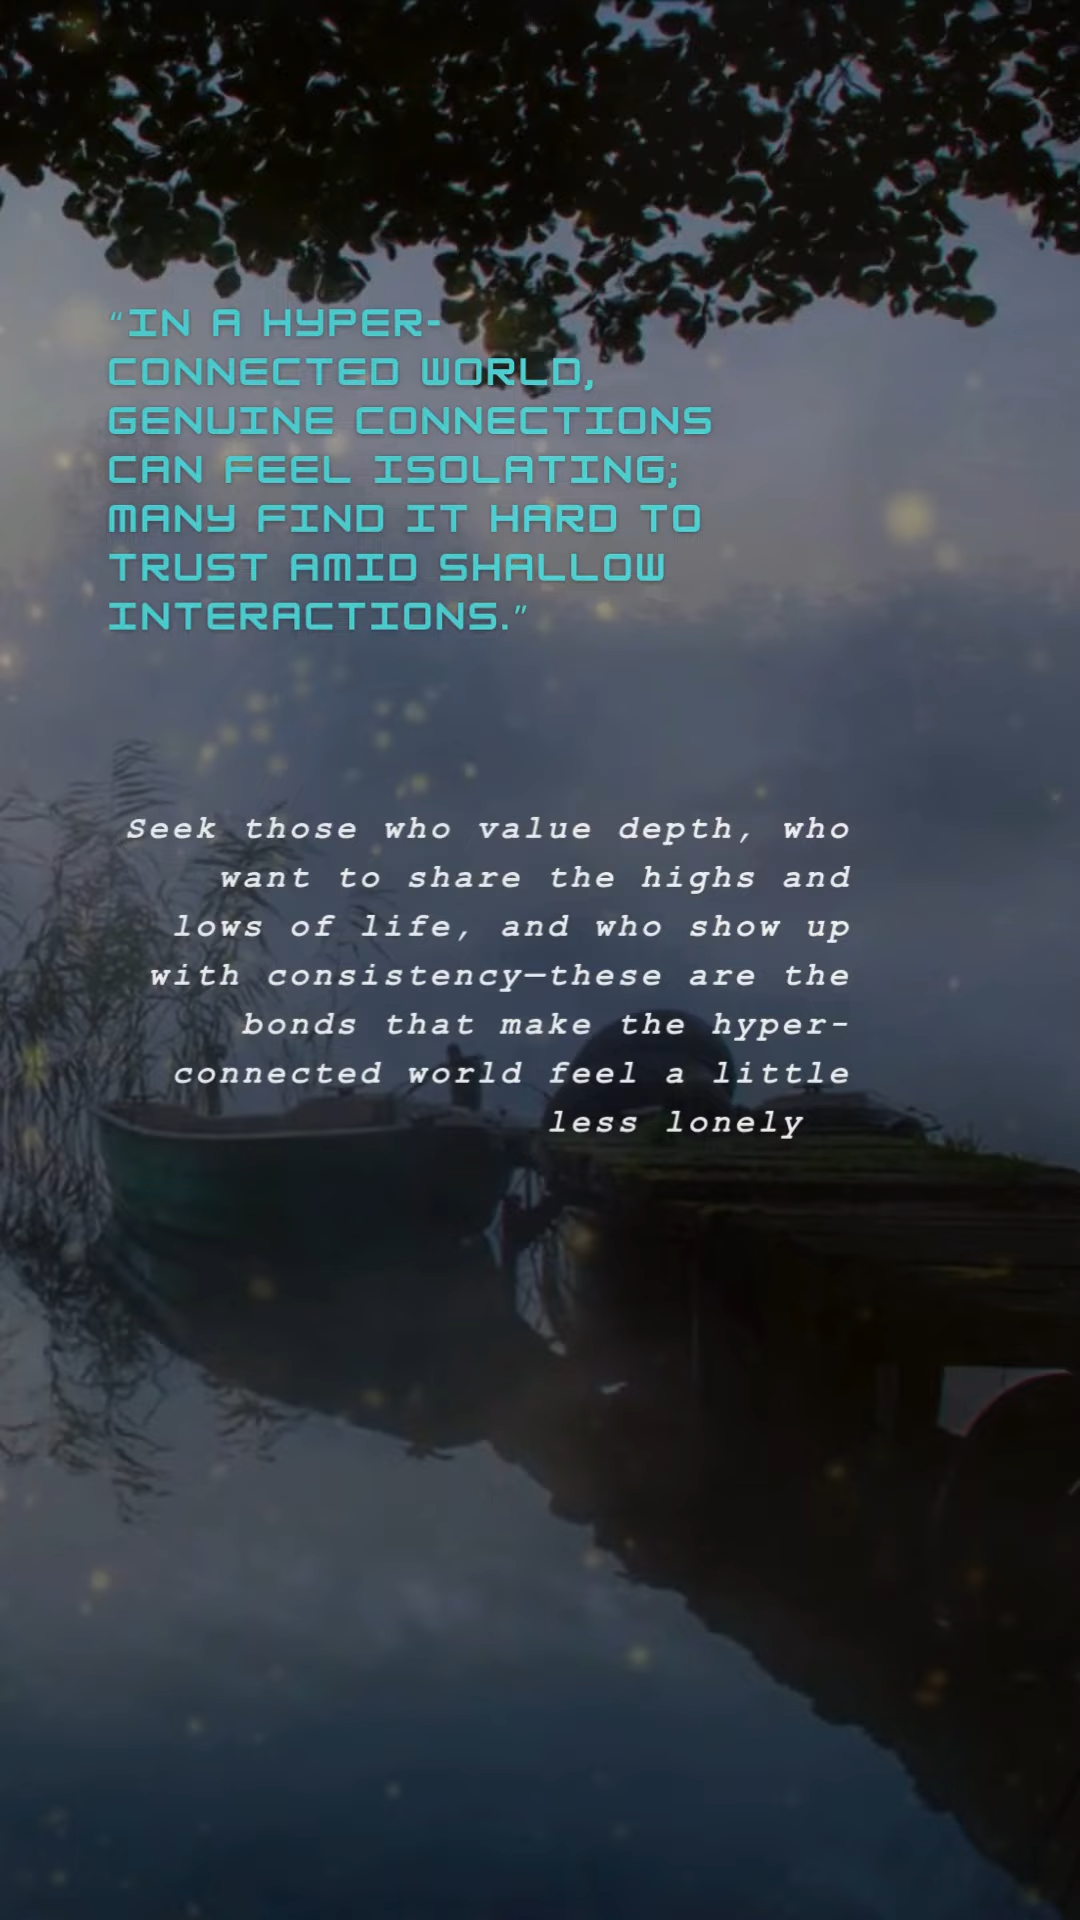 “IN A HYPER-
CONNECTED WORLD,
GENUINE CONNECTIONS
CAN FEEL ISOLATING;
MANY FIND IT HARD TO
TRUST AMID SHALLOW
INTERACTIONS.”
Seek those who value depth, who
want to share the highs and
lows of life, and who show up
with consistency—these are the
bonds that make the hyper-
connected world feel a little
less lonely